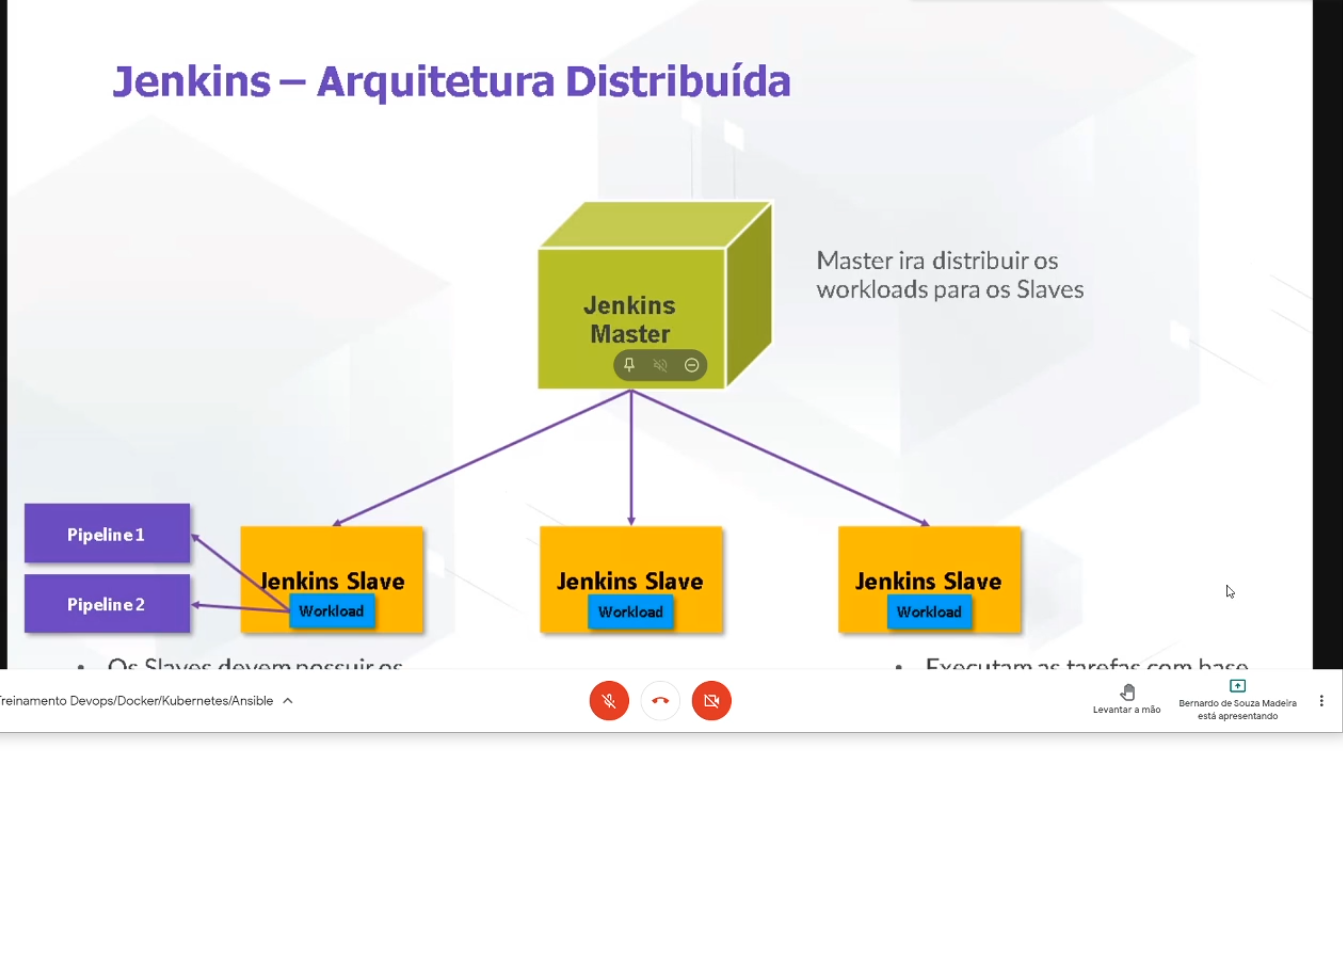 Jenkins – Arquitetura Distribuída
Jenkins
Master
Master ira distribuir os
workloads para os Slaves
Pipeline 1
Pipeline 2
Jenkins Slave
Workload
Jenkins Slave
Workload
Jenkins Slave
Workload
• Os Slaves devem possuir os
• Executam as tarefas com base
reinamento Devops/Docker/Kubernetes/Ansible
Levantar a mão
Bernardo de Souza Madeira
está apresentando